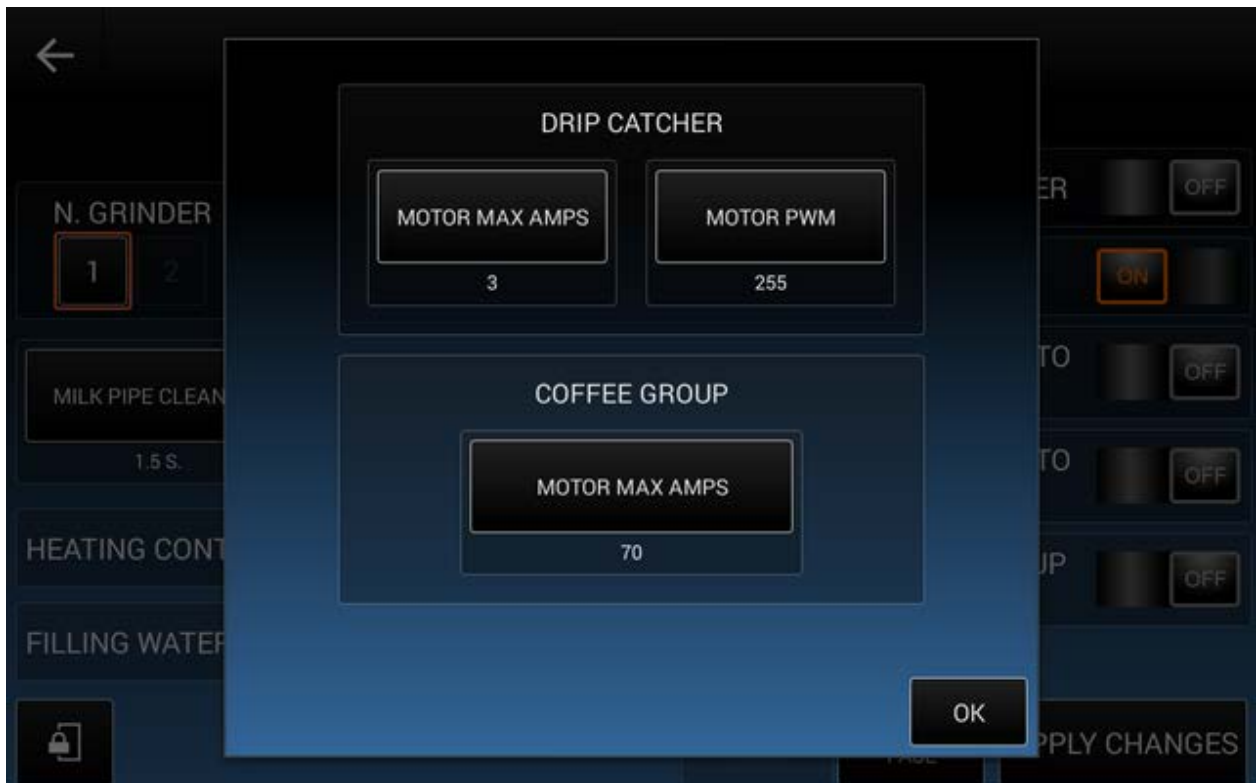 DRIP CATCHER
MOTOR MAX AMPS
3
MOTOR PWM
255
COFFEE GROUP
MOTOR MAX AMPS
70
OK
N. GRINDER
1
2
MILK PIPE CLEAN
1.5 S.
HEATING CONT
FILLING WATER
ER
OFF
ON
TO
OFF
TO
OFF
UP
OFF
PPLY CHANGES